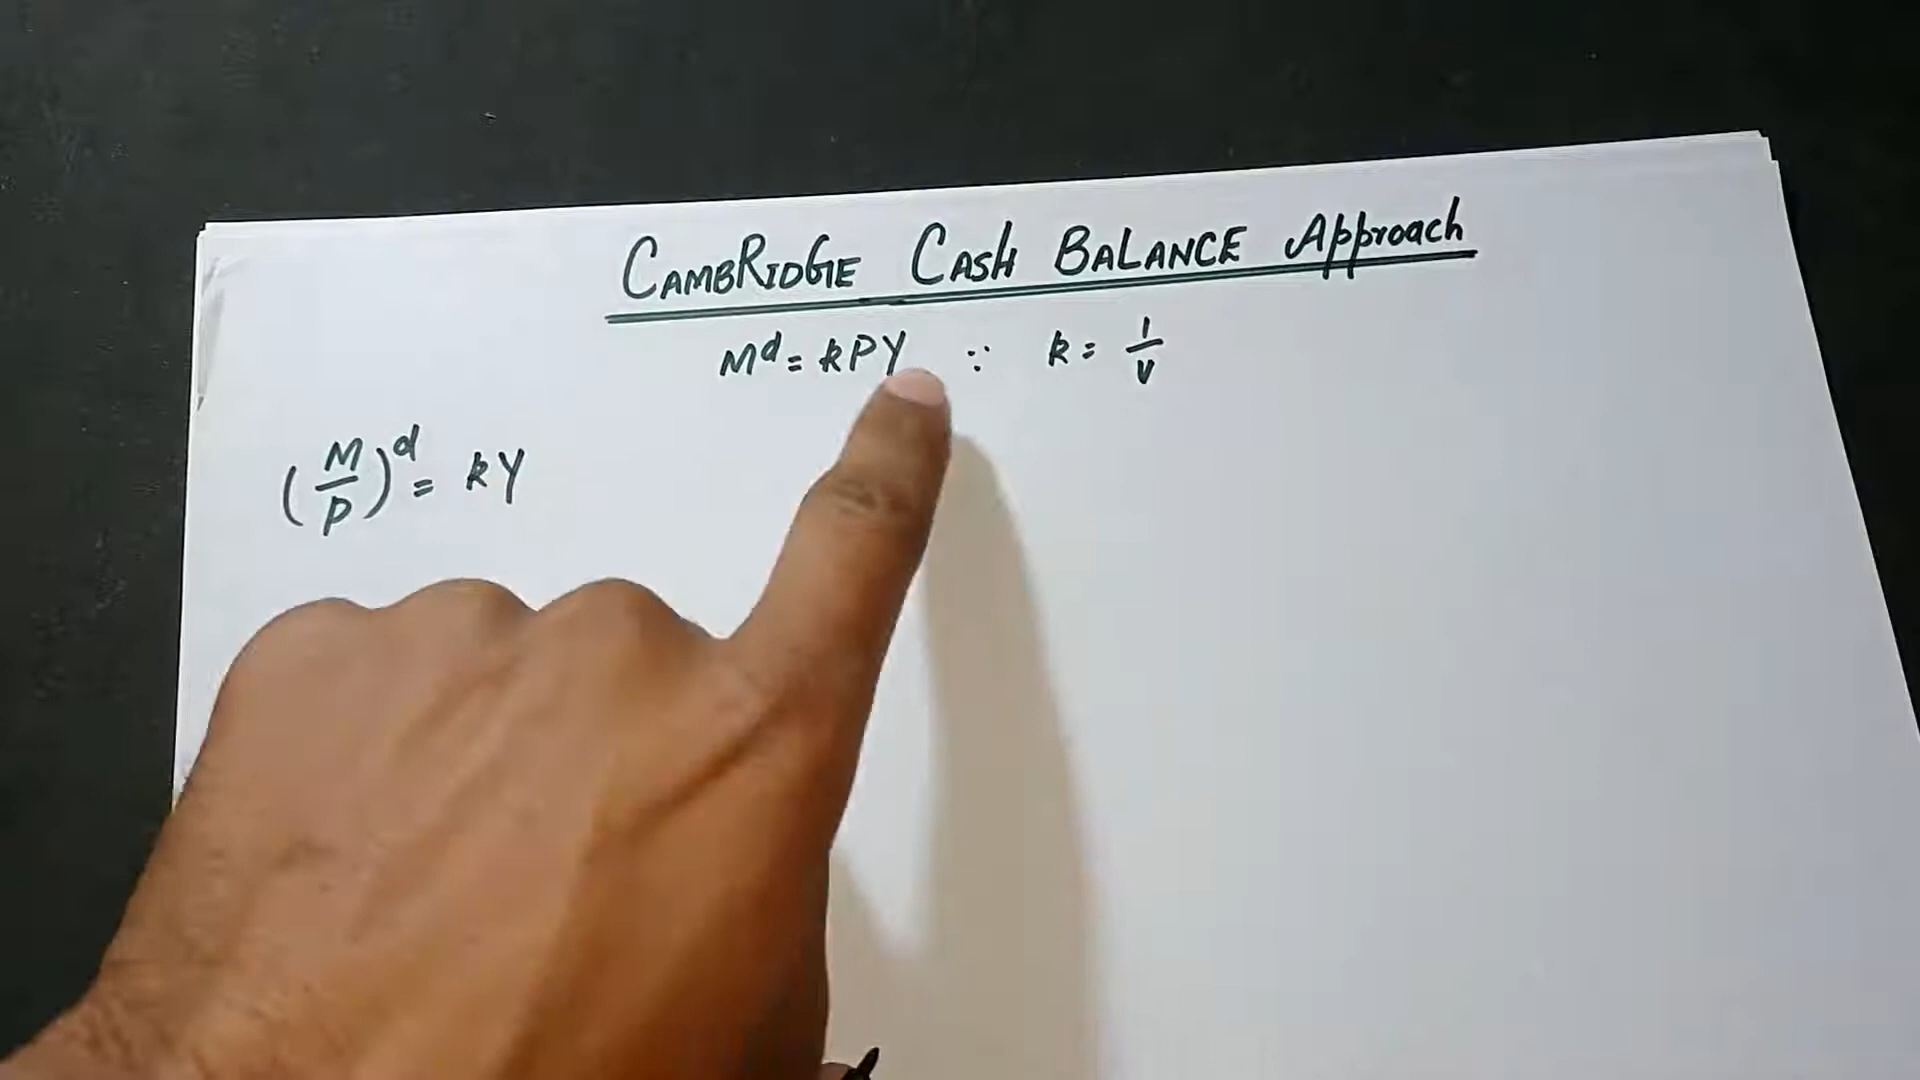 CAMBRIDGE CASH BALANCE Approach
Mᵈ = kPY ∵ k = 1/v
(M/P)ᵈ = kY